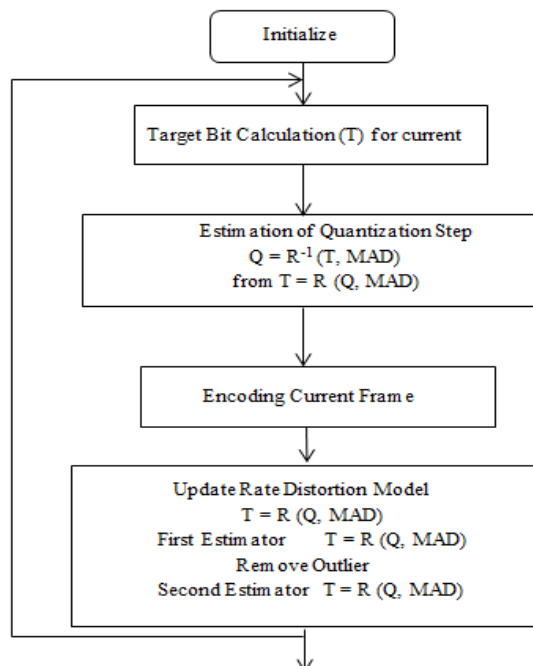 Initialize
Target Bit Calculation (T) for current
Estimation of Quantization Step
Q = R⁻¹ (T, MAD)
from T = R (Q, MAD)
Encoding Current Frame
Update Rate Distortion Model
T = R (Q, MAD)
First Estimator T = R (Q, MAD)
Remove Outlier
Second Estimator T = R (Q, MAD)